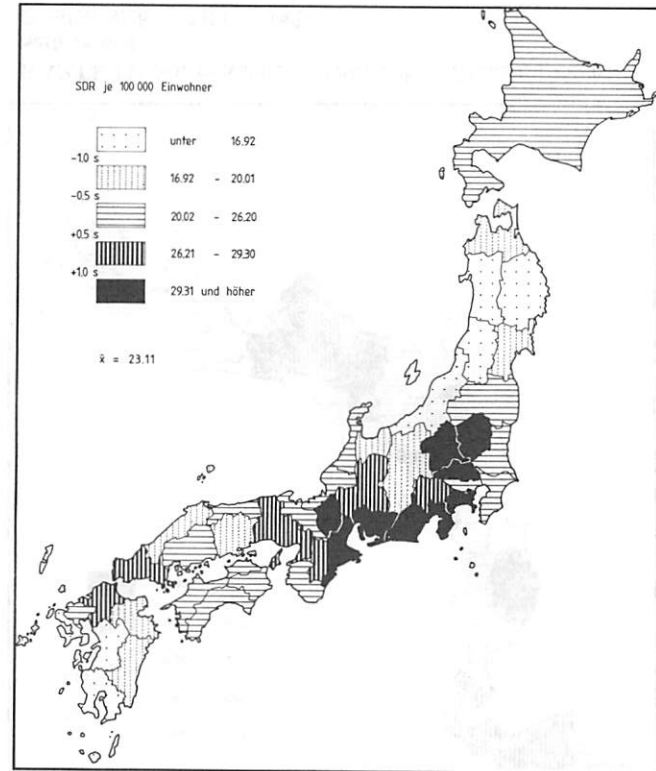 SDR je 100 000 Einwohner
unter 16.92
-1.0 s
16.92 - 20.01
-0.5 s
20.02 - 26.20
+0.5 s
26.21 - 29.30
+1.0 s
29.31 und höher
x̄ = 23.11